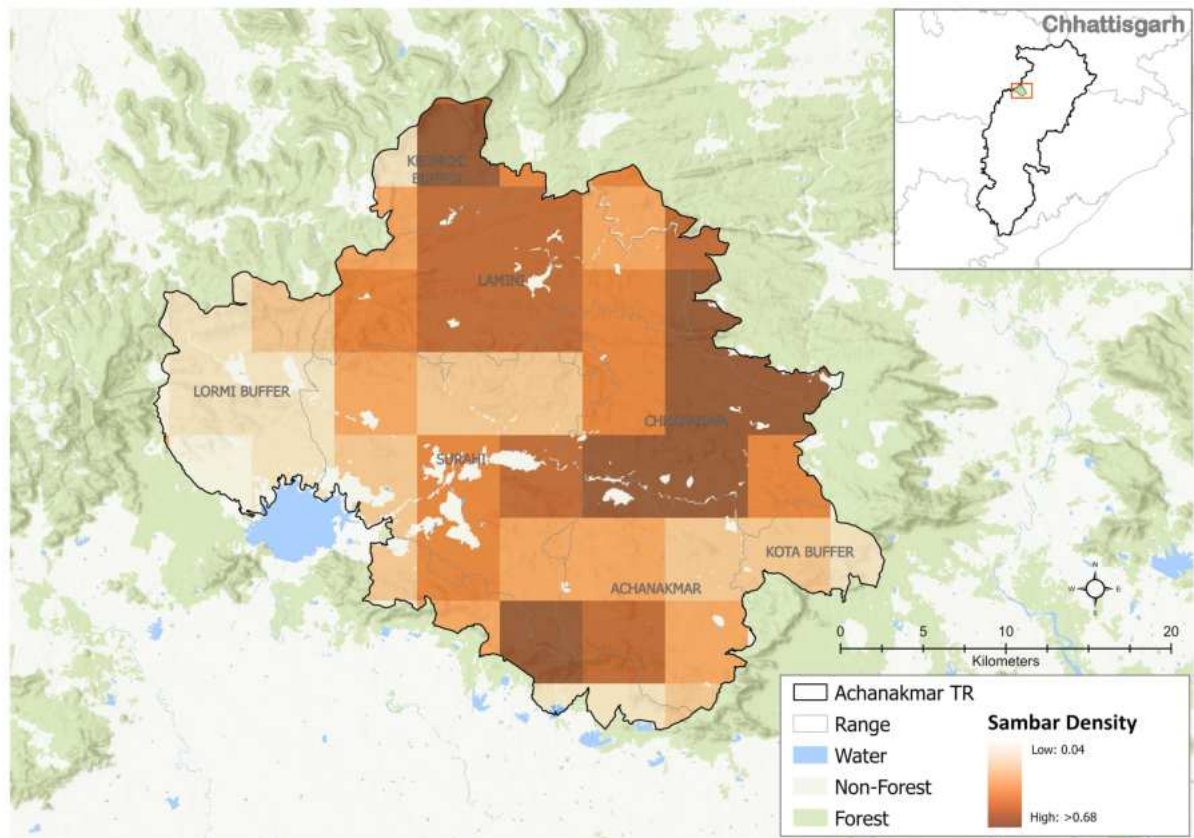 Chhattisgarh
BUFFER
LAMINI
LORMI BUFFER
SURAHI
KOTA BUFFER
ACHANAKMAR
N
W E
S
0 5 10 20
Kilometers
Achanakmar TR
Range
Water
Non-Forest
Forest
Sambar Density
Low: 0.04
High: >0.68